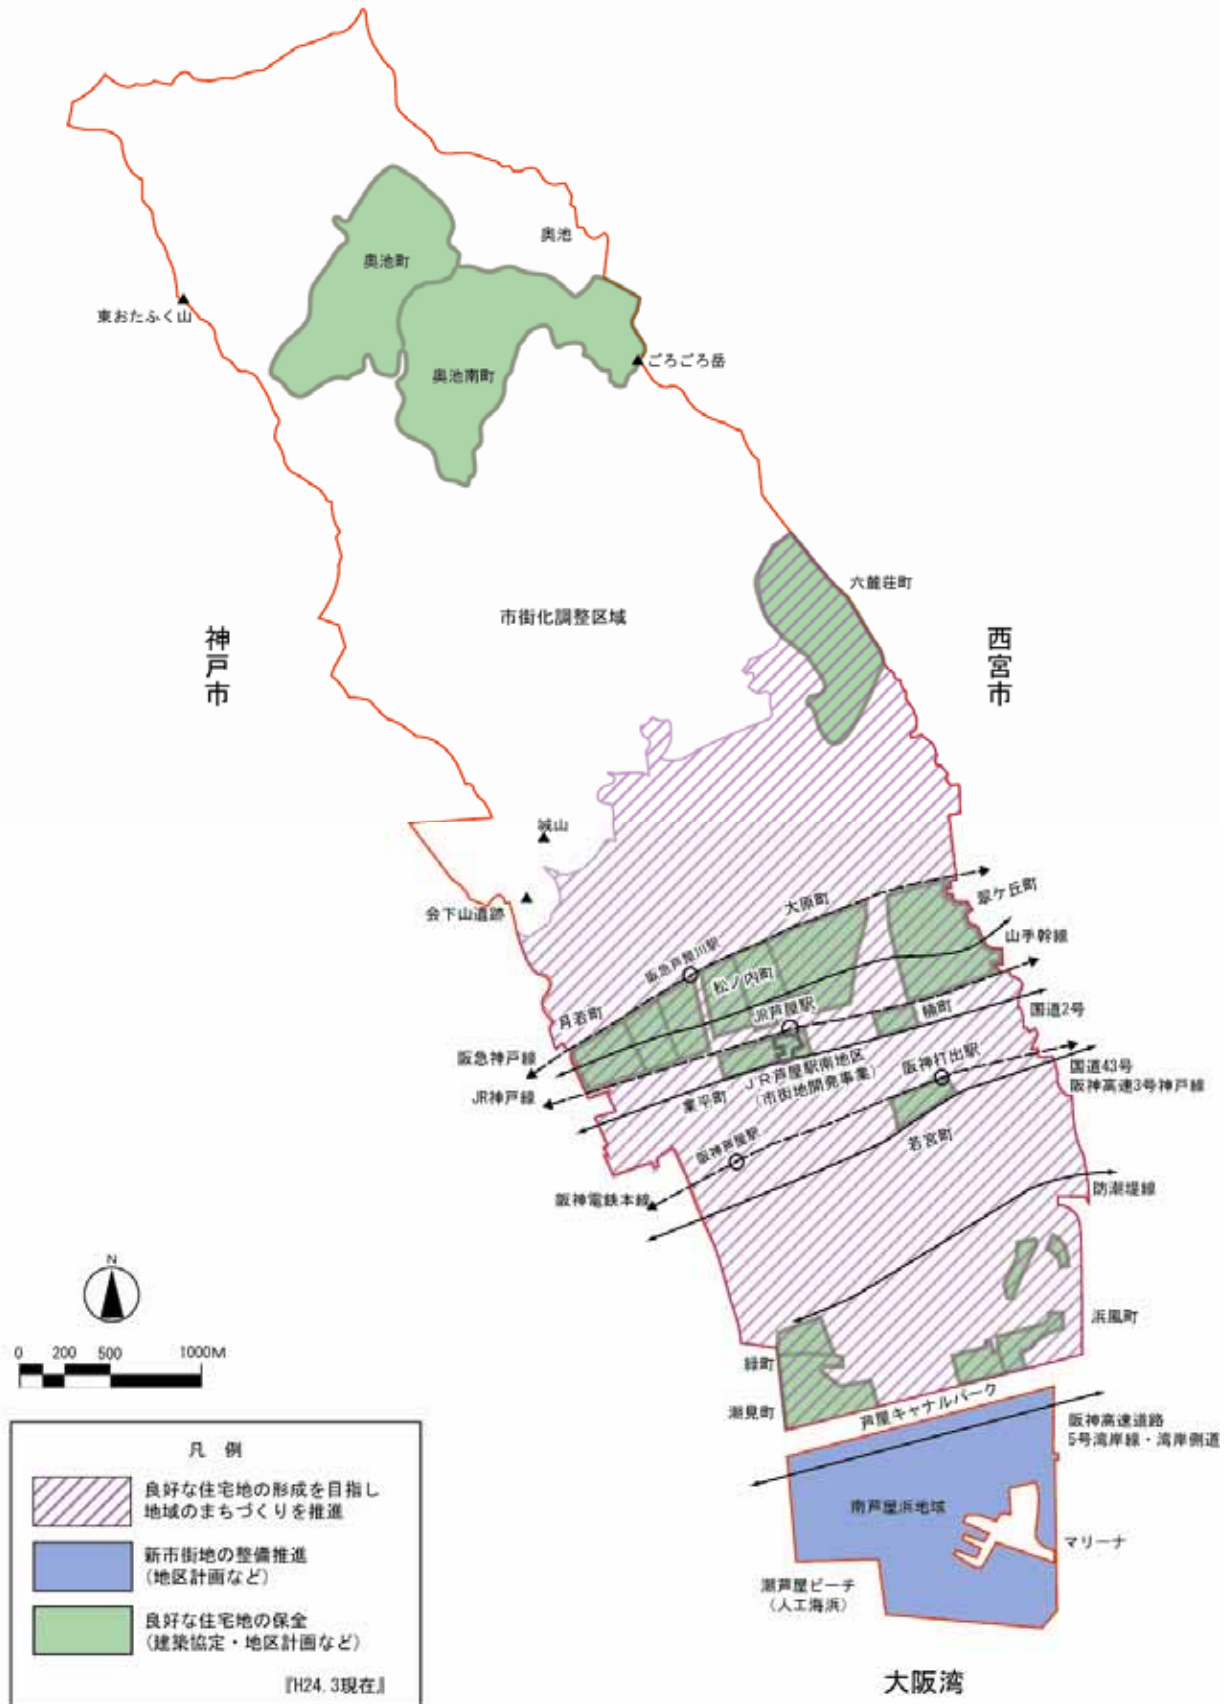 奥池
奥池町
東おたふく山
ごろごろ岳
奥池南町
六麓荘町
市街化調整区域
神戸市
西宮市
城山
会下山遺跡
大原町
翠ケ丘町
山手幹線
阪急芦屋川駅
松ノ内町
月若町
JR芦屋駅
楠町
国道2号
阪急神戸線
JR神戸線
業平町
JR芦屋駅南地区
(市街地開発事業)
阪神打出駅
国道43号
阪神高速3号神戸線
若宮町
阪神芦屋駅
阪神電鉄本線
防潮堤線
N
0 200 500 1000M
浜風町
緑町
潮見町
芦屋キャナルパーク
阪神高速道路
5号湾岸線・湾岸側道
南芦屋浜地域
マリーナ
潮芦屋ビーチ
(人工海浜)
大阪湾
凡 例
良好な住宅地の形成を目指し
地域のまちづくりを推進
新市街地の整備推進
(地区計画など)
良好な住宅地の保全
(建築協定・地区計画など)
『H24.3現在』